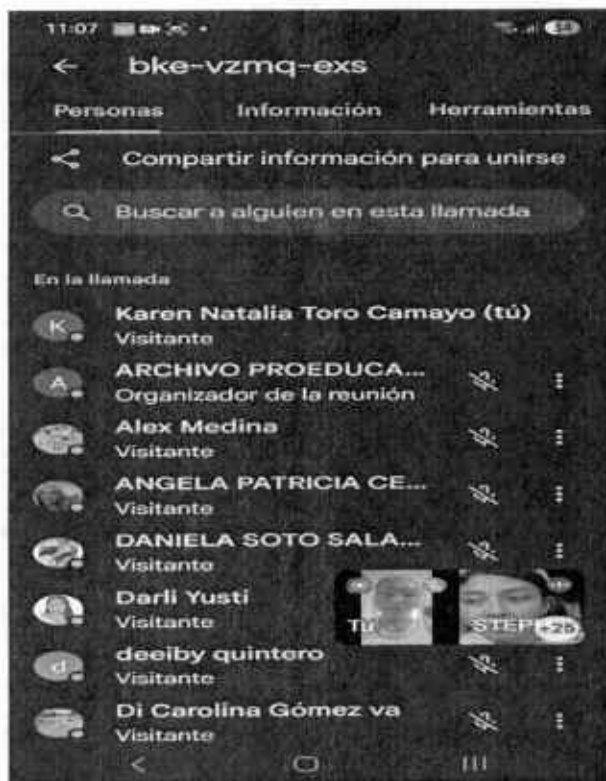 11:07
bke-vzmq-exs
Personas Información Herramientas
Compartir información para unirse
Buscar a alguien en esta llamada
En la llamada
K Karen Natalia Toro Camayo (tú)
Visitante
A ARCHIVO PROEDUCA...
Organizador de la reunión
Alex Medina
Visitante
ANGELA PATRICIA CE...
Visitante
DANIELA SOTO SALA...
Visitante
Darli Yusti
Visitante
Tú STEP
d deeiby quintero
Visitante
Di Carolina Gómez va
Visitante